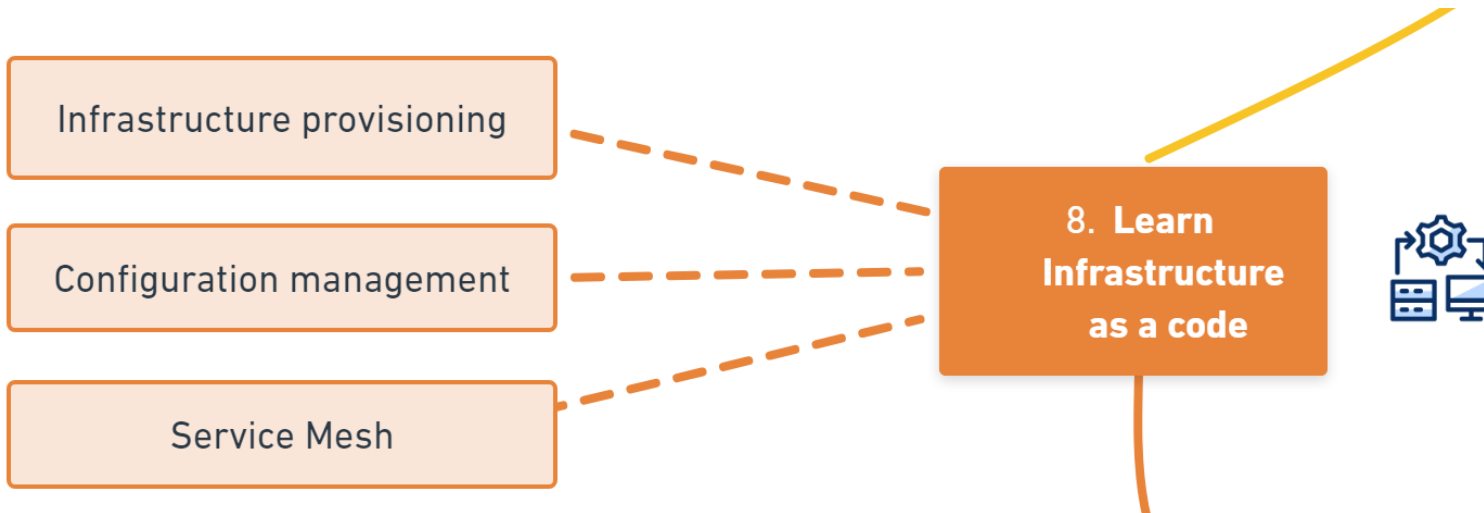 Infrastructure provisioning
Configuration management
Service Mesh
8. Learn
Infrastructure
as a code